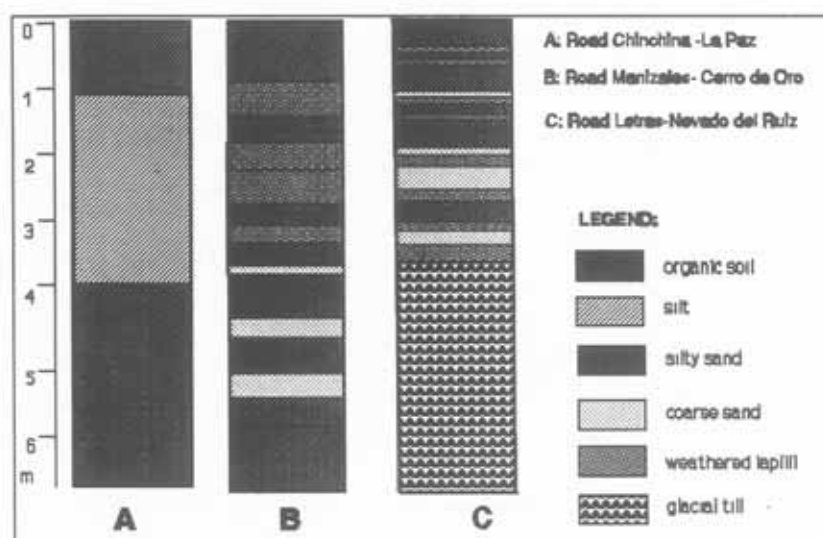 0
1
2
3
4
5
6
m
A
B
C
A: Road Chinchina -La Paz
B: Road Manizales- Cerro de Oro
C: Road Letras-Nevado del Ruiz
LEGEND:
organic soil
silt
silty sand
coarse sand
weathered lapilli
glacial till